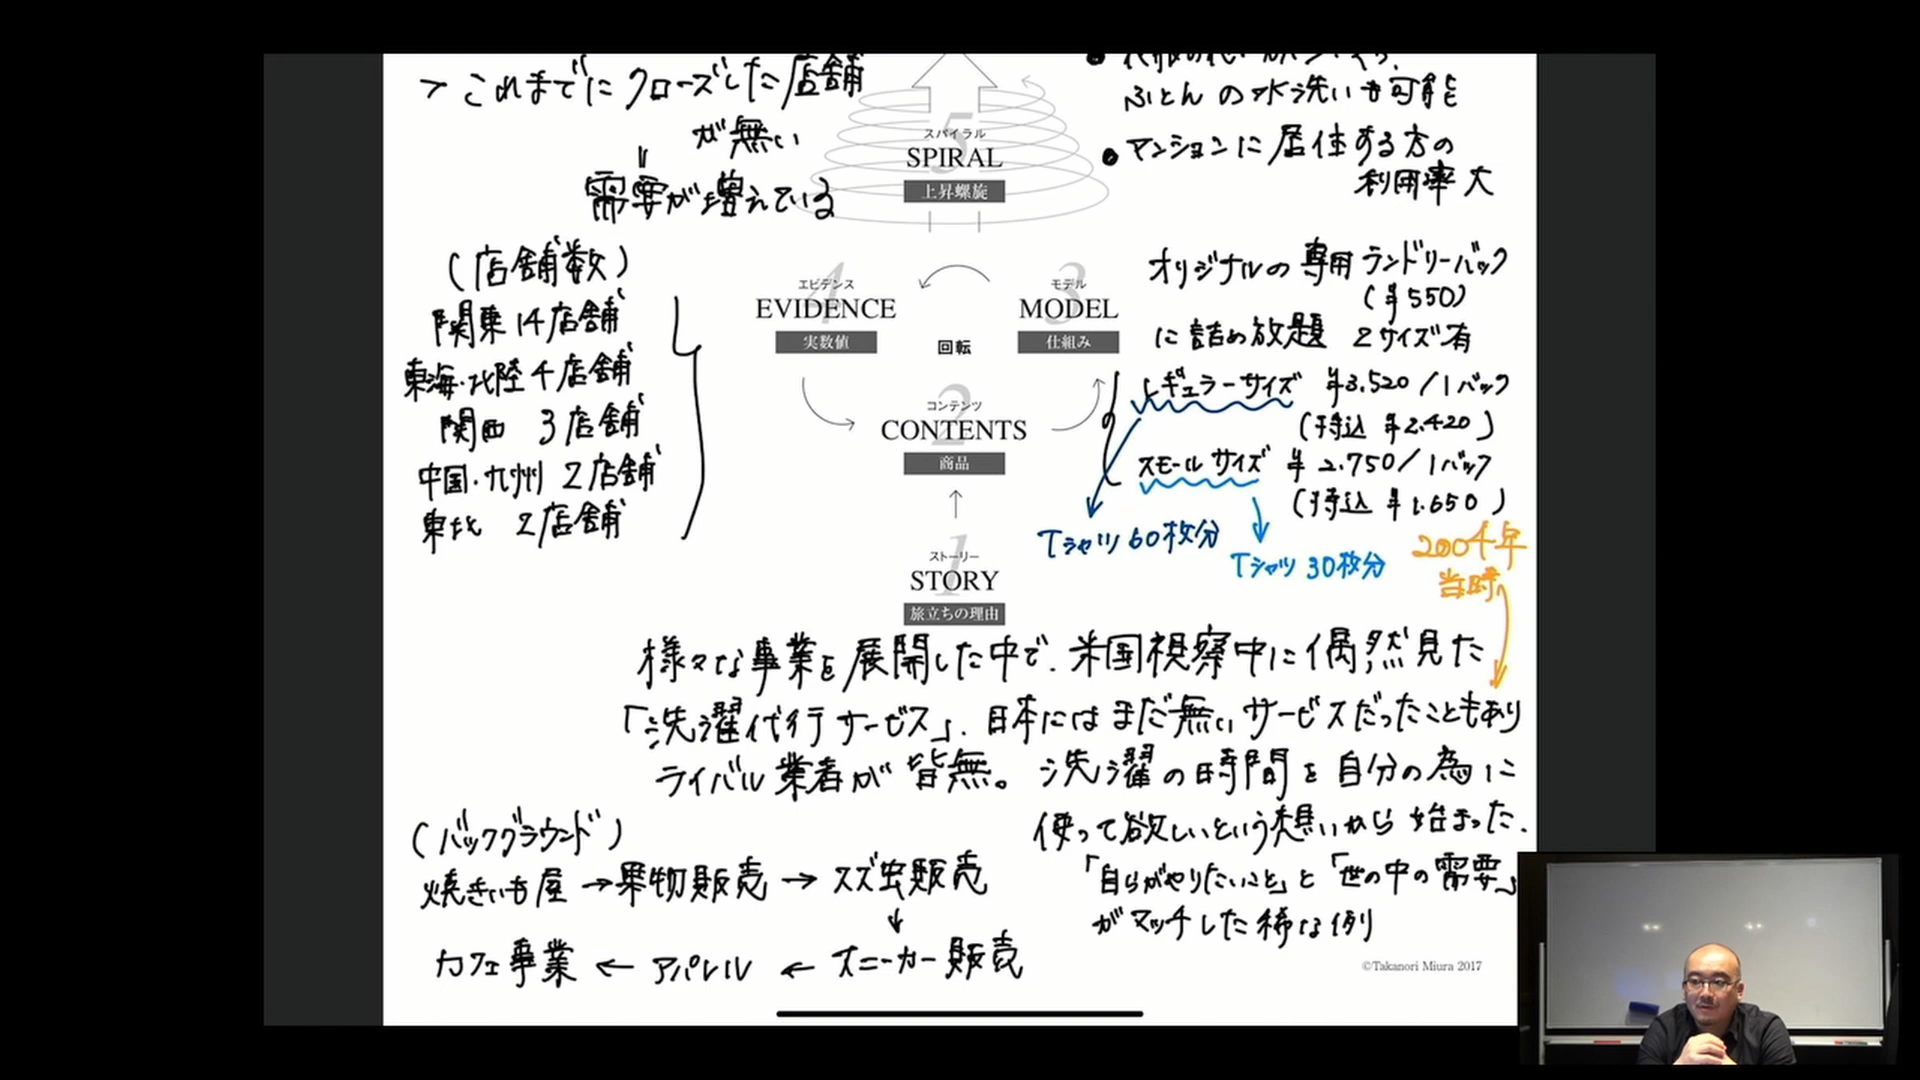 > これまでにクローズした店舗
が無い
〃
需要が増えている
(店舗数)
関東 14店舗
東海・北陸 4店舗
関西 3店舗
中国・九州 2店舗
東北 2店舗
5
スパイラル
SPIRAL
上昇螺旋
4
エビデンス
EVIDENCE
実数値
回転
3
モデル
MODEL
仕組み
2
コンテンツ
CONTENTS
商品
1
ストーリー
STORY
旅立ちの理由
ふとんの水洗いも可能
• マンションに居住する方の
利用率大
オリジナルの専用ランドリーバック
(¥550)
に詰め放題 2サイズ有
レギュラーサイズ ¥3.520/1バック
(持込 ¥2.420)
スモールサイズ ¥2.750/1バック
(持込 ¥1.650)
Tシャツ 60枚分
Tシャツ 30枚分
2004年
当時
様々な事業を展開した中で、米国視察中に偶然見た
「洗濯代行サービス」、日本にはまだ無いサービスだったこともあり
ライバル業者が皆無。洗濯の時間を自分の為に
使って欲しいという想いから始まった。
「自らがやりたいこと」と「世の中の需要」
がマッチした稀な例
(バックグラウンド)
焼きいも屋 → 果物販売 → スズ虫販売
↓
カフェ事業 ← アパレル ← スニーカー販売
©Takanori Miura 2017